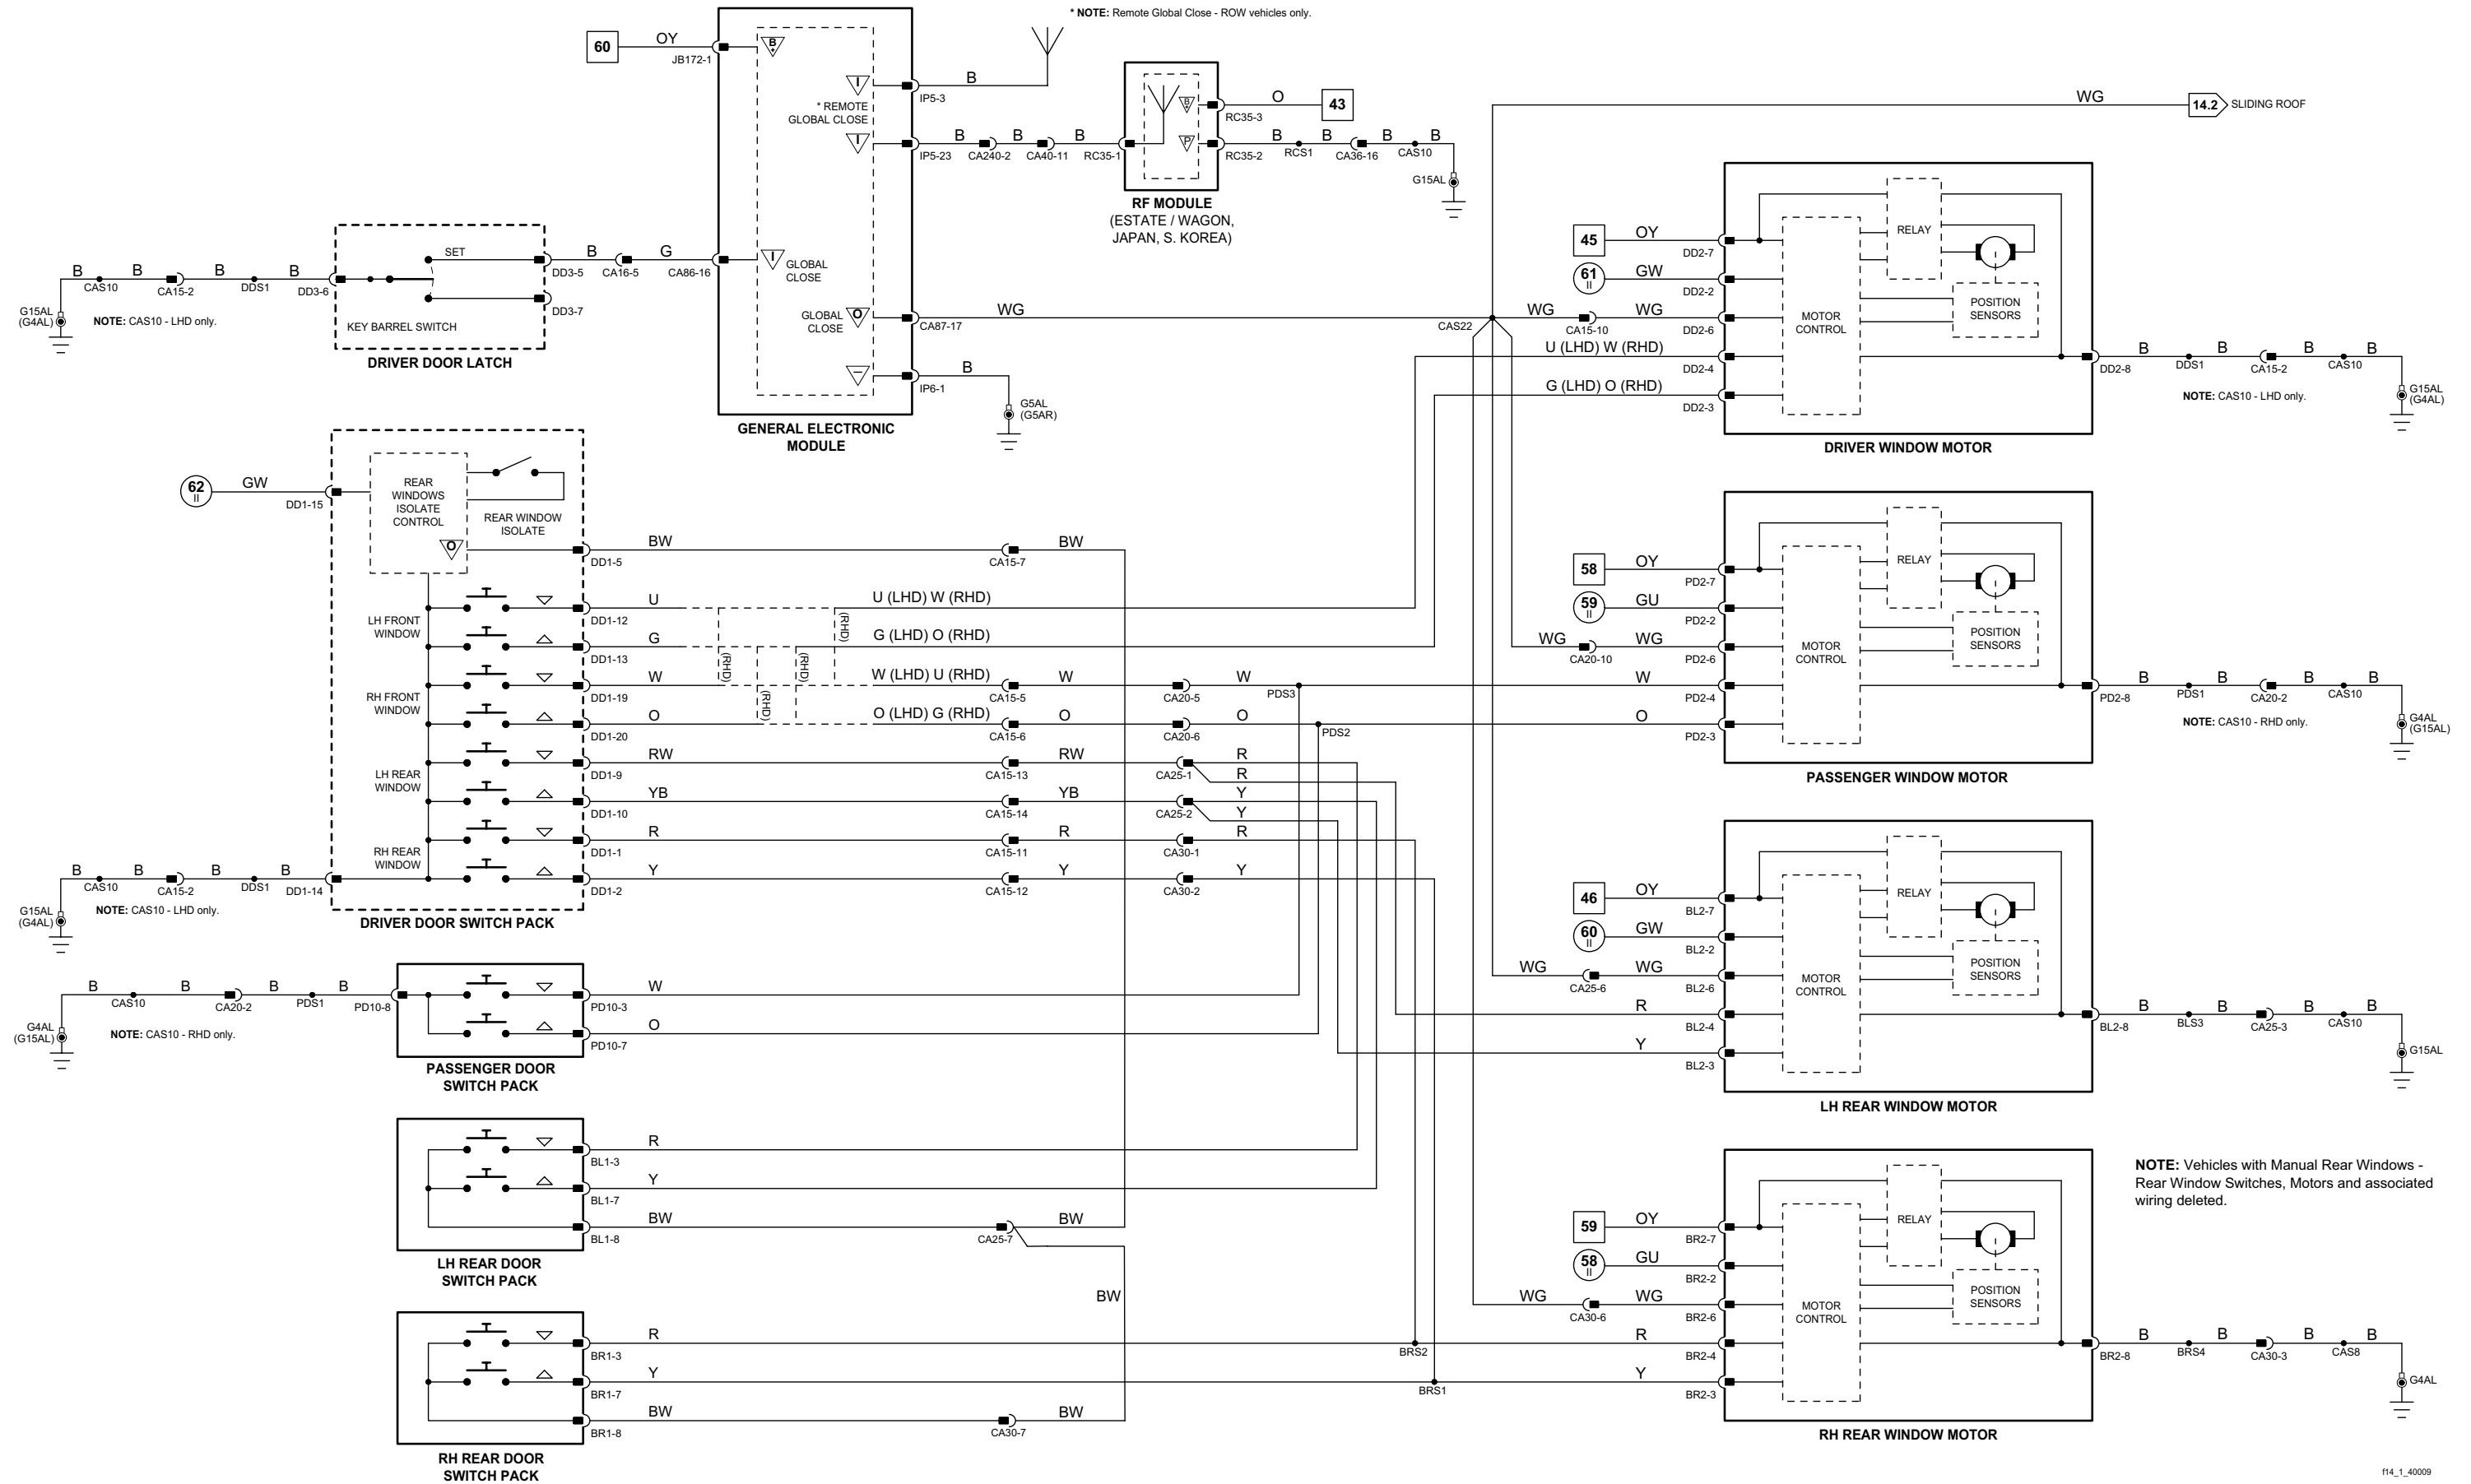 * NOTE: Remote Global Close - ROW vehicles only.
60
OY
JB172-1
B
+
I
B
IP5-3
* REMOTE
GLOBAL CLOSE
I
IP5-23
B
CA240-2
B
CA40-11
B
RC35-1
B
+
RC35-3
O
43
P
RC35-2
B
RCS1
B
CA36-16
B
CAS10
B
G15AL
RF MODULE
(ESTATE / WAGON,
JAPAN, S. KOREA)
WG
14.2
SLIDING ROOF
B
CAS10
B
CA15-2
B
DDS1
B
DD3-6
G15AL
(G4AL)
NOTE: CAS10 - LHD only.
SET
KEY BARREL SWITCH
DD3-5
DD3-7
DRIVER DOOR LATCH
B
CA16-5
G
CA86-16
I
GLOBAL
CLOSE
GLOBAL
CLOSE
O
CA87-17
WG
CAS22
–
IP6-1
B
G5AL
(G5AR)
GENERAL ELECTRONIC
MODULE
45
OY
DD2-7
61
II
GW
DD2-2
WG
CA15-10
WG
DD2-6
U (LHD) W (RHD)
DD2-4
G (LHD) O (RHD)
DD2-3
RELAY
MOTOR
CONTROL
POSITION
SENSORS
DD2-8
B
DDS1
B
CA15-2
B
CAS10
B
G15AL
(G4AL)
NOTE: CAS10 - LHD only.
DRIVER WINDOW MOTOR
62
II
GW
DD1-15
REAR
WINDOWS
ISOLATE
CONTROL
REAR WINDOW
ISOLATE
O
DD1-5
BW
CA15-7
BW
LH FRONT
WINDOW
DD1-12
U
U (LHD) W (RHD)
DD1-13
G
G (LHD) O (RHD)
(RHD)
(RHD)
(RHD)
(RHD)
RH FRONT
WINDOW
DD1-19
W
W (LHD) U (RHD)
CA15-5
W
CA20-5
W
PDS3
W
DD1-20
O
O (LHD) G (RHD)
CA15-6
O
CA20-6
O
PDS2
O
LH REAR
WINDOW
DD1-9
RW
CA15-13
RW
CA25-1
R
R
DD1-10
YB
CA15-14
YB
CA25-2
Y
Y
RH REAR
WINDOW
DD1-1
R
CA15-11
R
CA30-1
R
DD1-2
Y
CA15-12
Y
CA30-2
Y
B
CAS10
B
CA15-2
B
DDS1
B
DD1-14
G15AL
(G4AL)
NOTE: CAS10 - LHD only.
DRIVER DOOR SWITCH PACK
58
OY
PD2-7
59
II
GU
PD2-2
WG
CA20-10
WG
PD2-6
PD2-4
PD2-3
RELAY
MOTOR
CONTROL
POSITION
SENSORS
PD2-8
B
PDS1
B
CA20-2
B
CAS10
B
G4AL
(G15AL)
NOTE: CAS10 - RHD only.
PASSENGER WINDOW MOTOR
B
CAS10
B
CA20-2
B
PDS1
B
PD10-8
G4AL
(G15AL)
NOTE: CAS10 - RHD only.
PD10-3
W
PD10-7
O
PASSENGER DOOR
SWITCH PACK
46
OY
BL2-7
60
II
GW
BL2-2
WG
CA25-6
WG
BL2-6
R
BL2-4
Y
BL2-3
RELAY
MOTOR
CONTROL
POSITION
SENSORS
BL2-8
B
BLS3
B
CA25-3
B
CAS10
B
G15AL
LH REAR WINDOW MOTOR
BL1-3
R
BL1-7
Y
BL1-8
BW
CA25-7
BW
LH REAR DOOR
SWITCH PACK
BW
NOTE: Vehicles with Manual Rear Windows -
Rear Window Switches, Motors and associated
wiring deleted.
59
OY
BR2-7
58
II
GU
BR2-2
WG
CA30-6
WG
BR2-6
R
BR2-4
Y
BR2-3
RELAY
MOTOR
CONTROL
POSITION
SENSORS
BR2-8
B
BRS4
B
CA30-3
B
CAS8
B
G4AL
RH REAR WINDOW MOTOR
BR1-3
R
BRS2
BR1-7
Y
BRS1
BR1-8
BW
CA30-7
BW
RH REAR DOOR
SWITCH PACK
f14_1_40009